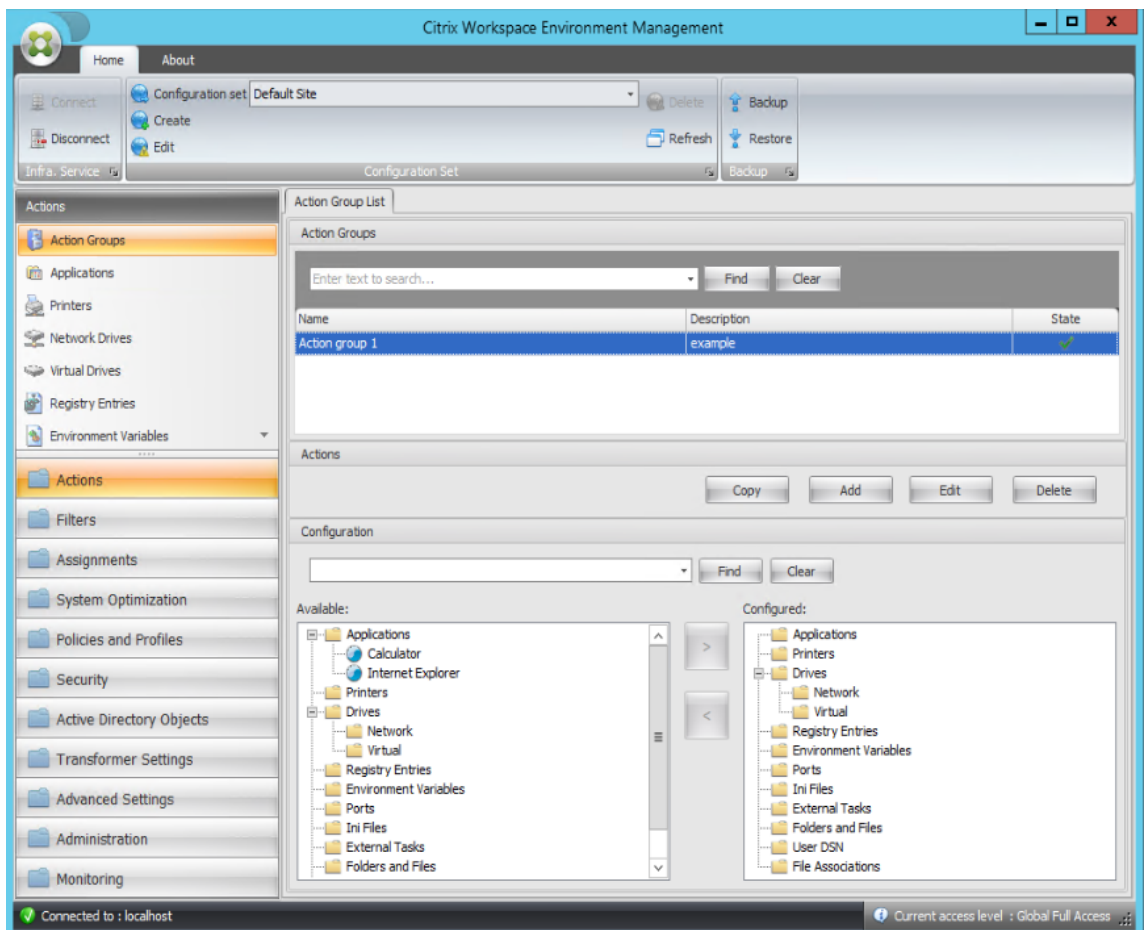 Citrix Workspace Environment Management
Home About
Connect
Disconnect
Infra. Service
Configuration set Default Site
Create
Edit
Delete
Refresh
Configuration Set
Backup
Restore
Backup
Actions
Action Groups
Applications
Printers
Network Drives
Virtual Drives
Registry Entries
Environment Variables
Actions
Filters
Assignments
System Optimization
Policies and Profiles
Security
Active Directory Objects
Transformer Settings
Advanced Settings
Administration
Monitoring
Action Group List
Action Groups
Enter text to search... Find Clear
Name Description State
Action group 1 example
Actions
Copy Add Edit Delete
Configuration
Find Clear
Available:
Applications
Calculator
Internet Explorer
Printers
Drives
Network
Virtual
Registry Entries
Environment Variables
Ports
Ini Files
External Tasks
Folders and Files
> 
<
Configured:
Applications
Printers
Drives
Network
Virtual
Registry Entries
Environment Variables
Ports
Ini Files
External Tasks
Folders and Files
User DSN
File Associations
Connected to : localhost
Current access level : Global Full Access